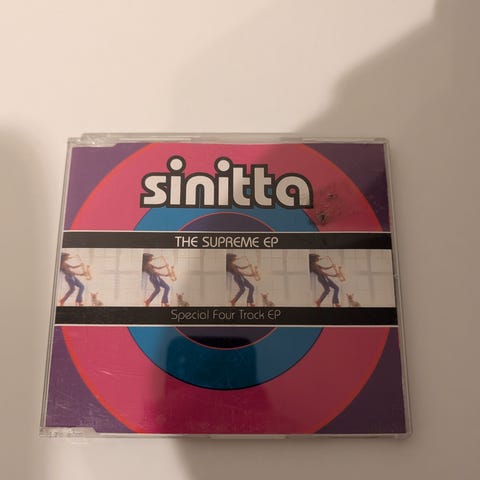 sinitta
THE SUPREME EP
Special Four Track EP